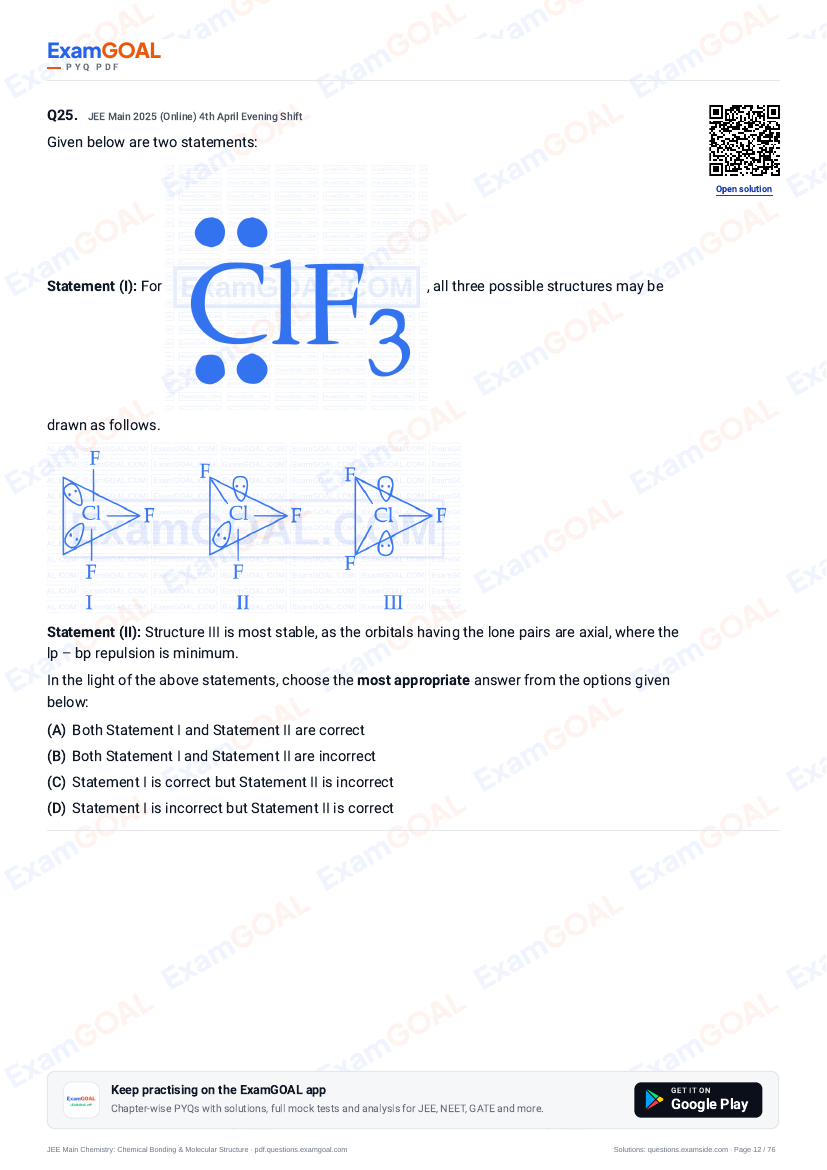 ExamGOAL
PYQ PDF
Q25. JEE Main 2025 (Online) 4th April Evening Shift
Given below are two statements:
Open solution
Statement (I): For ClF3, all three possible structures may be
drawn as follows.
F F F
Cl F Cl F Cl F
F F F
I II III
Statement (II): Structure III is most stable, as the orbitals having the lone pairs are axial, where the
lp – bp repulsion is minimum.
In the light of the above statements, choose the most appropriate answer from the options given
below:
(A) Both Statement I and Statement II are correct
(B) Both Statement I and Statement II are incorrect
(C) Statement I is correct but Statement II is incorrect
(D) Statement I is incorrect but Statement II is correct
ExamGOAL
Keep practising on the ExamGOAL app
Chapter-wise PYQs with solutions, full mock tests and analysis for JEE, NEET, GATE and more.
GET IT ON
Google Play
JEE Main Chemistry: Chemical Bonding & Molecular Structure · pdf.questions.examgoal.com
Solutions: questions.examside.com · Page 12 / 76